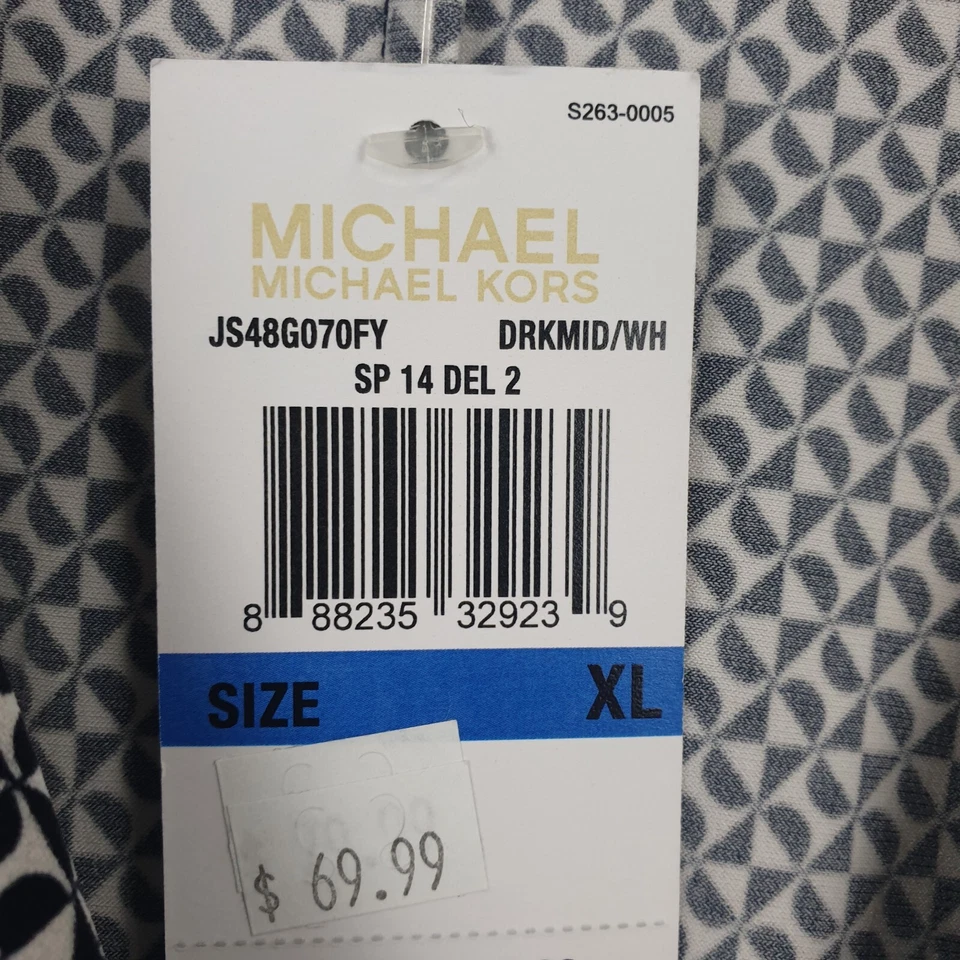 S263-0005
MICHAEL
MICHAEL KORS
JS48G070FY DRKMID/WH
SP 14 DEL 2
8 88235 32923 9
SIZE XL
$ 69.99